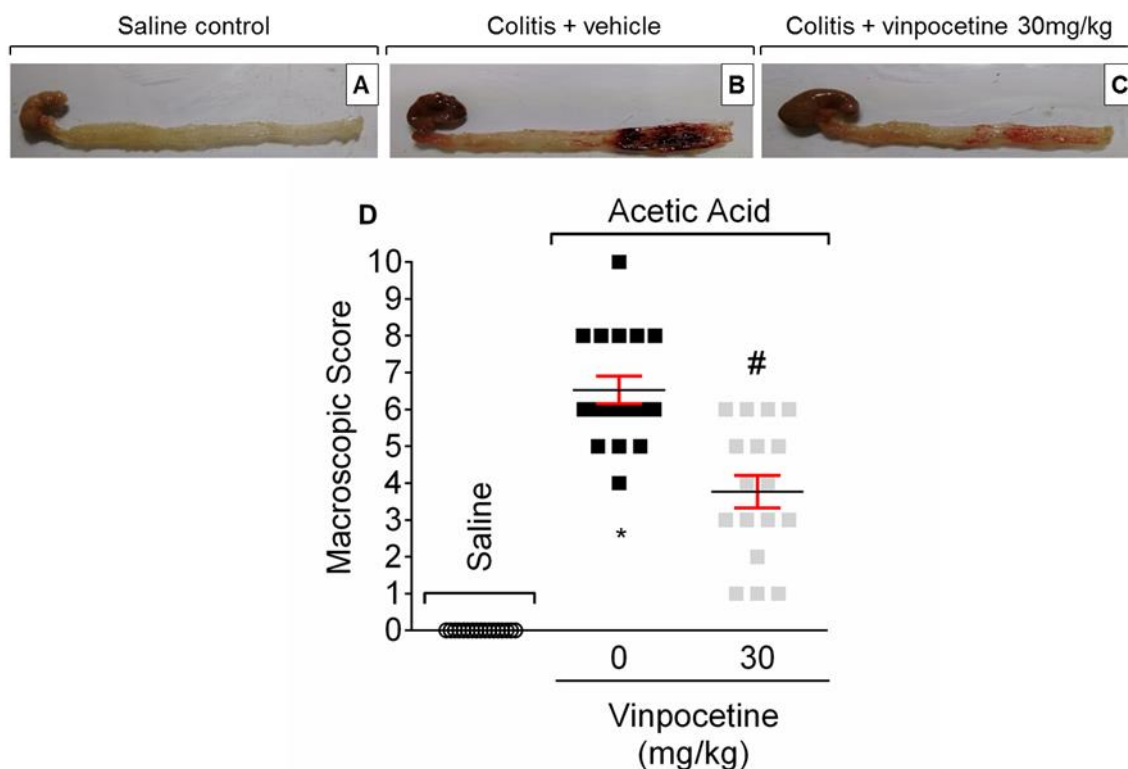 Saline control
Colitis + vehicle
Colitis + vinpocetine 30mg/kg
A
B
C
D
Acetic Acid
Macroscopic Score
10
9
8
7
6
5
4
3
2
1
0
Saline
*
#
0
30
Vinpocetine
(mg/kg)